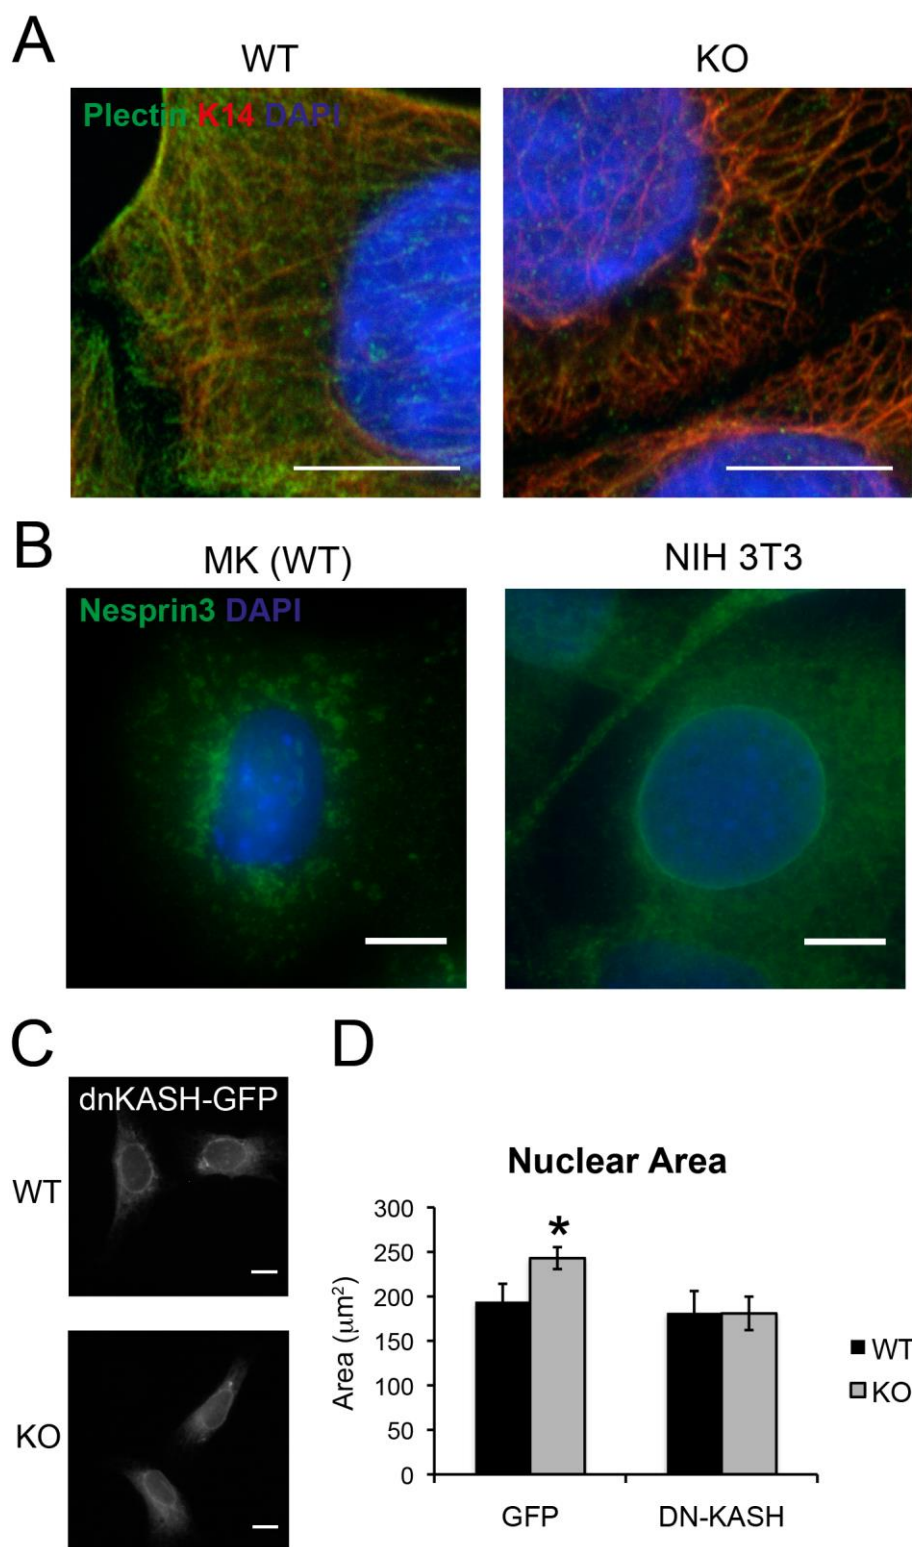 A
WT
KO
Plectin K14 DAPI
B
MK (WT)
NIH 3T3
Nesprin3 DAPI
C
D
dnKASH-GFP
WT
KO
Nuclear Area
*
300
250
200
150
100
50
0
Area (μm²)
GFP
DN-KASH
WT
KO